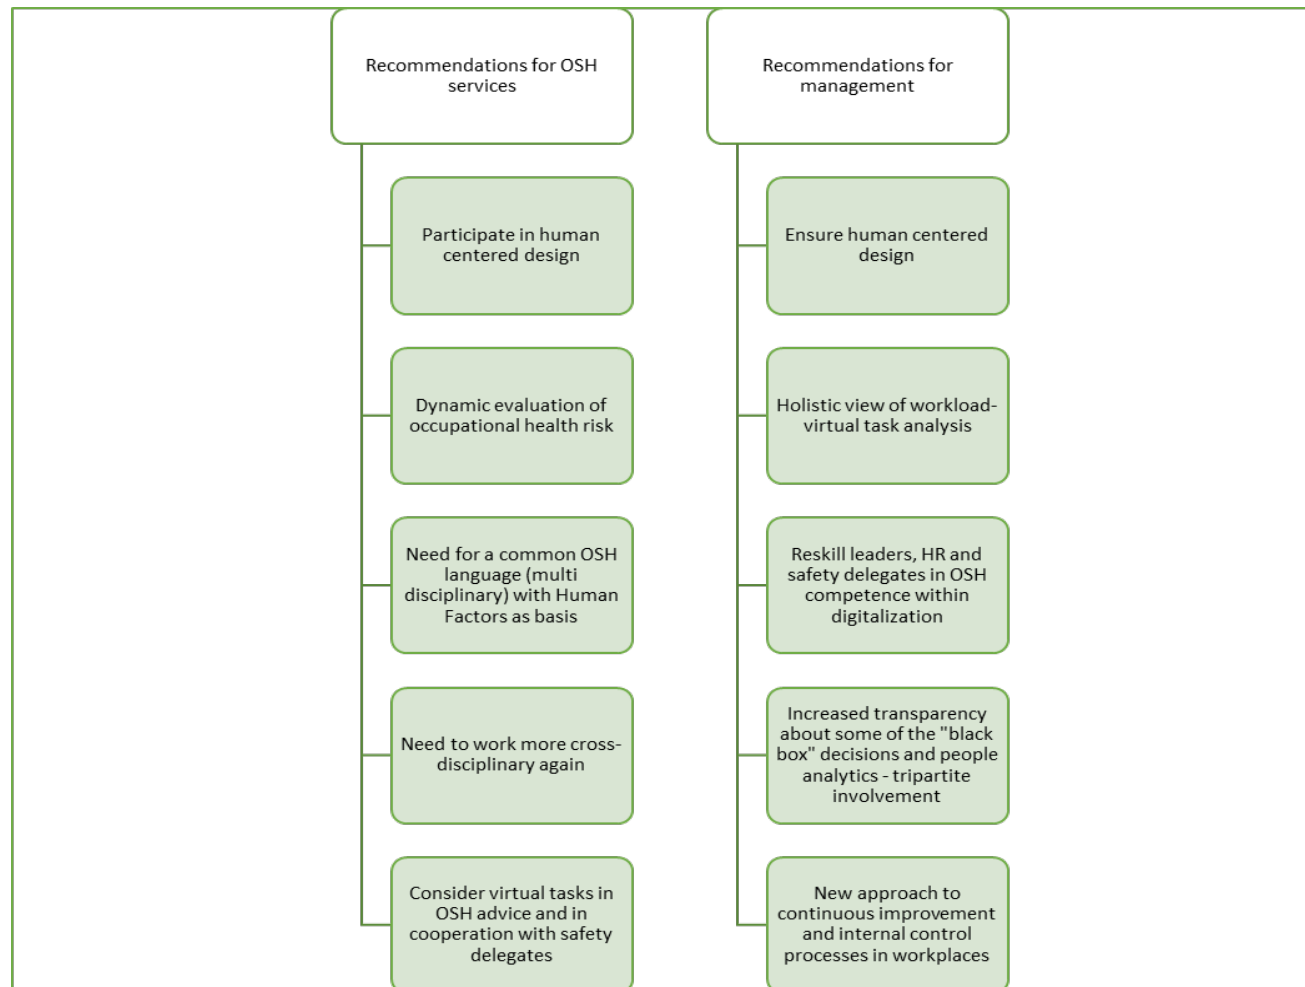 Recommendations for OSH
services
Participate in human
centered design
Dynamic evaluation of
occupational health risk
Need for a common OSH
language (multi
disciplinary) with Human
Factors as basis
Need to work more cross-
disciplinary again
Consider virtual tasks in
OSH advice and in
cooperation with safety
delegates
Recommendations for
management
Ensure human centered
design
Holistic view of workload-
virtual task analysis
Reskill leaders, HR and
safety delegates in OSH
competence within
digitalization
Increased transparency
about some of the "black
box" decisions and people
analytics - tripartite
involvement
New approach to
continuous improvement
and internal control
processes in workplaces